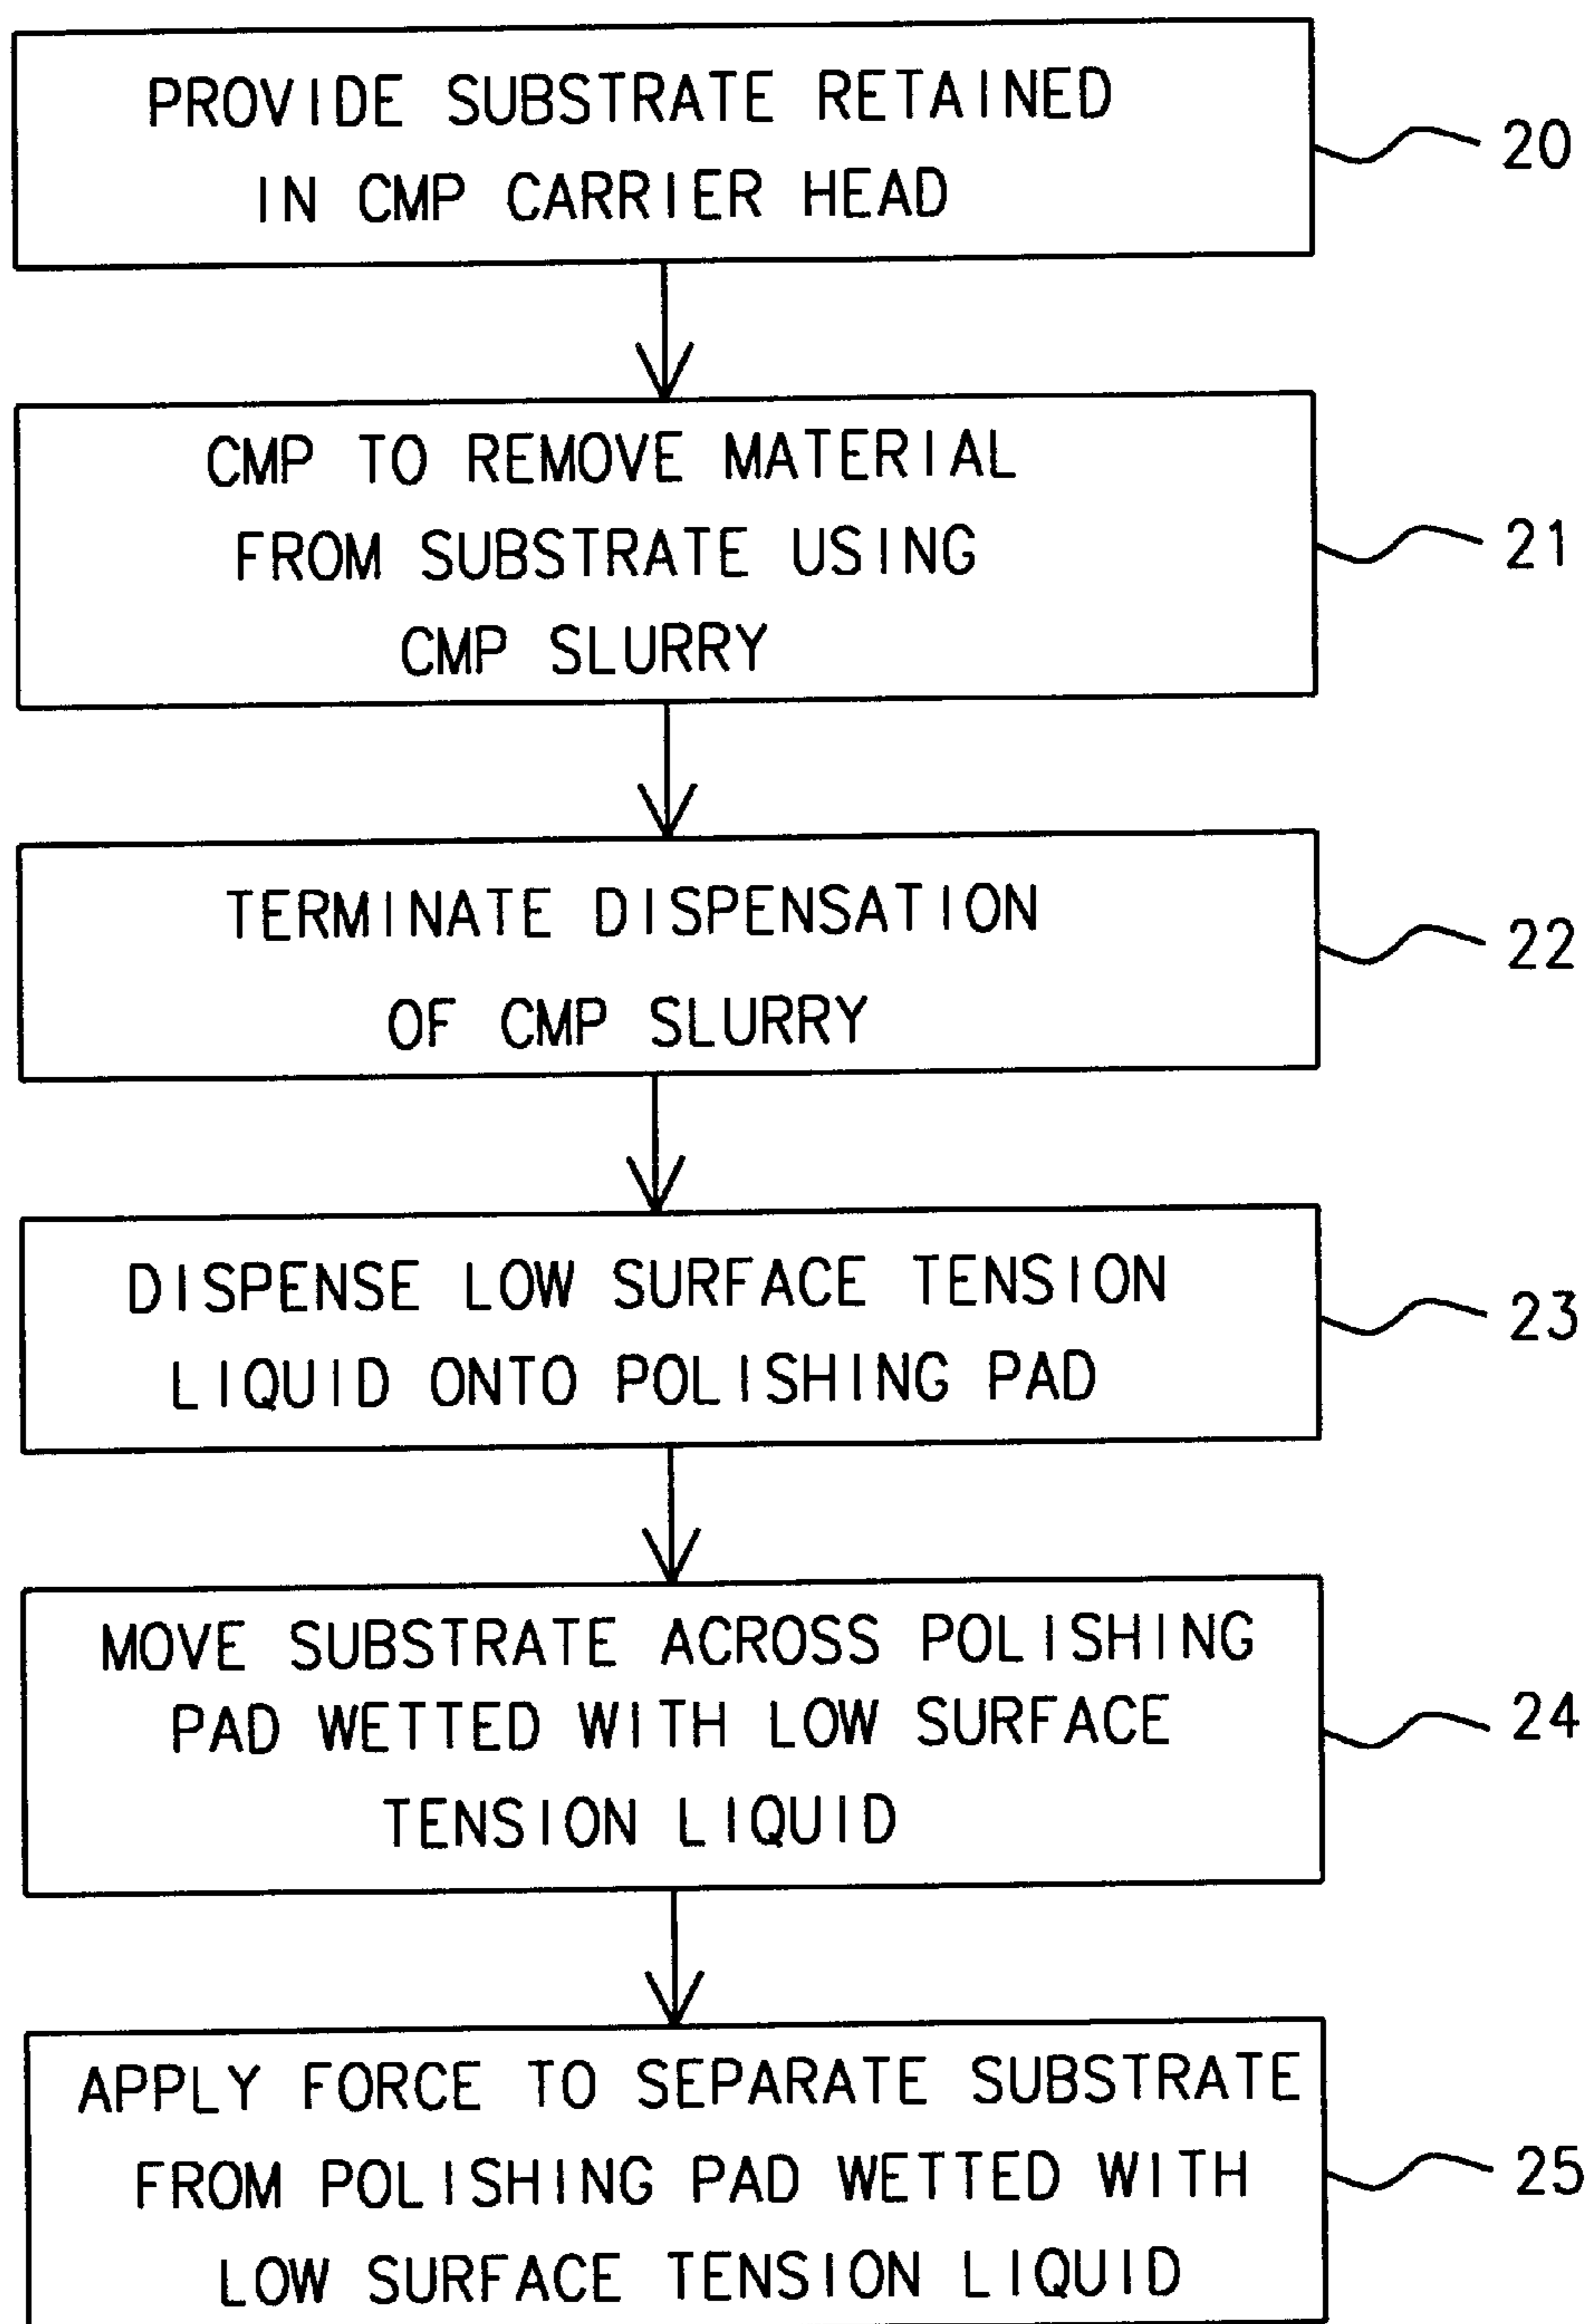 PROVIDE SUBSTRATE RETAINED
IN CMP CARRIER HEAD
20
CMP TO REMOVE MATERIAL
FROM SUBSTRATE USING
CMP SLURRY
21
TERMINATE DISPENSATION
OF CMP SLURRY
22
DISPENSE LOW SURFACE TENSION
LIQUID ONTO POLISHING PAD
23
MOVE SUBSTRATE ACROSS POLISHING
PAD WETTED WITH LOW SURFACE
TENSION LIQUID
24
APPLY FORCE TO SEPARATE SUBSTRATE
FROM POLISHING PAD WETTED WITH
LOW SURFACE TENSION LIQUID
25